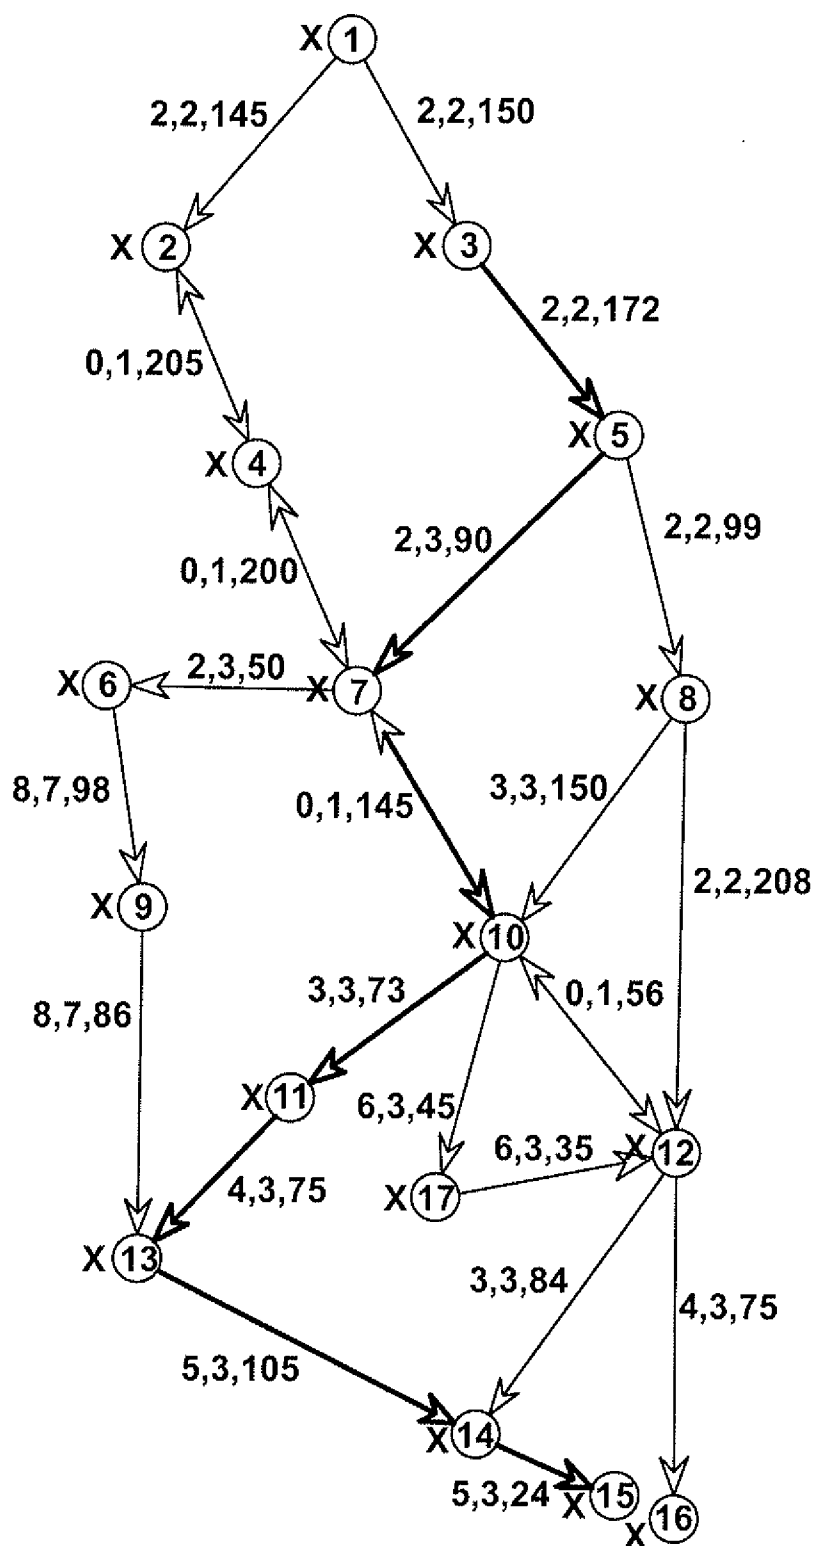 X 1
2,2,145
2,2,150
X 2
X 3
2,2,172
0,1,205
X 5
X 4
2,2,99
2,3,90
0,1,200
2,3,50
X 6
X 7
X 8
8,7,98
3,3,150
0,1,145
2,2,208
X 9
X 10
3,3,73
0,1,56
8,7,86
X 11
6,3,45
6,3,35
X 12
4,3,75
X 17
X 13
3,3,84
4,3,75
5,3,105
X 14
5,3,24
X 15
X 16